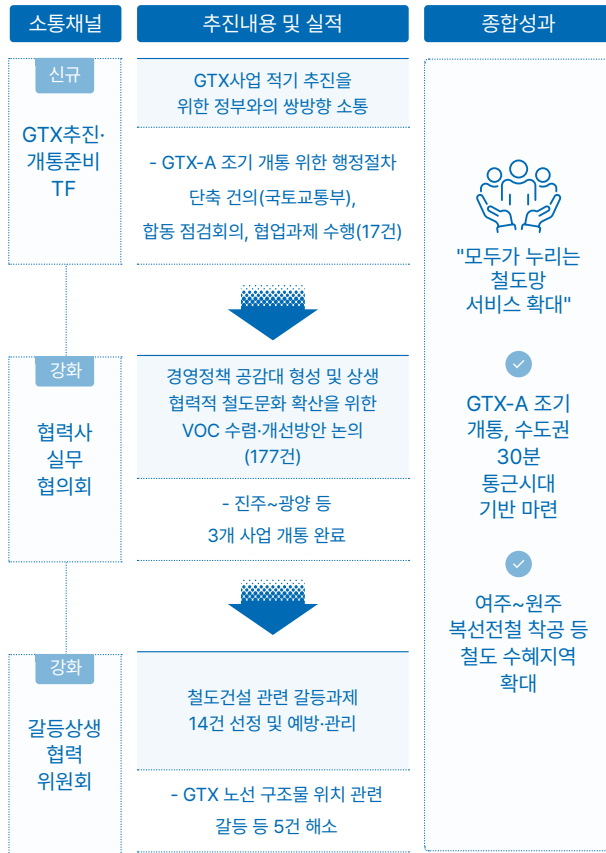 소통채널
추진내용 및 실적
종합성과
신규
GTX추진·
개통준비
TF
GTX사업 적기 추진을
위한 정부와의 쌍방향 소통
- GTX-A 조기 개통 위한 행정절차
단축 건의(국토교통부),
합동 점검회의, 협업과제 수행(17건)
강화
협력사
실무
협의회
경영정책 공감대 형성 및 상생
협력적 철도문화 확산을 위한
VOC 수렴·개선방안 논의
(177건)
- 진주~광양 등
3개 사업 개통 완료
강화
갈등상생
협력
위원회
철도건설 관련 갈등과제
14건 선정 및 예방·관리
- GTX 노선 구조물 위치 관련
갈등 등 5건 해소
"모두가 누리는
철도망
서비스 확대"
GTX-A 조기
개통, 수도권
30분
통근시대
기반 마련
여주~원주
복선전철 착공 등
철도 수혜지역
확대